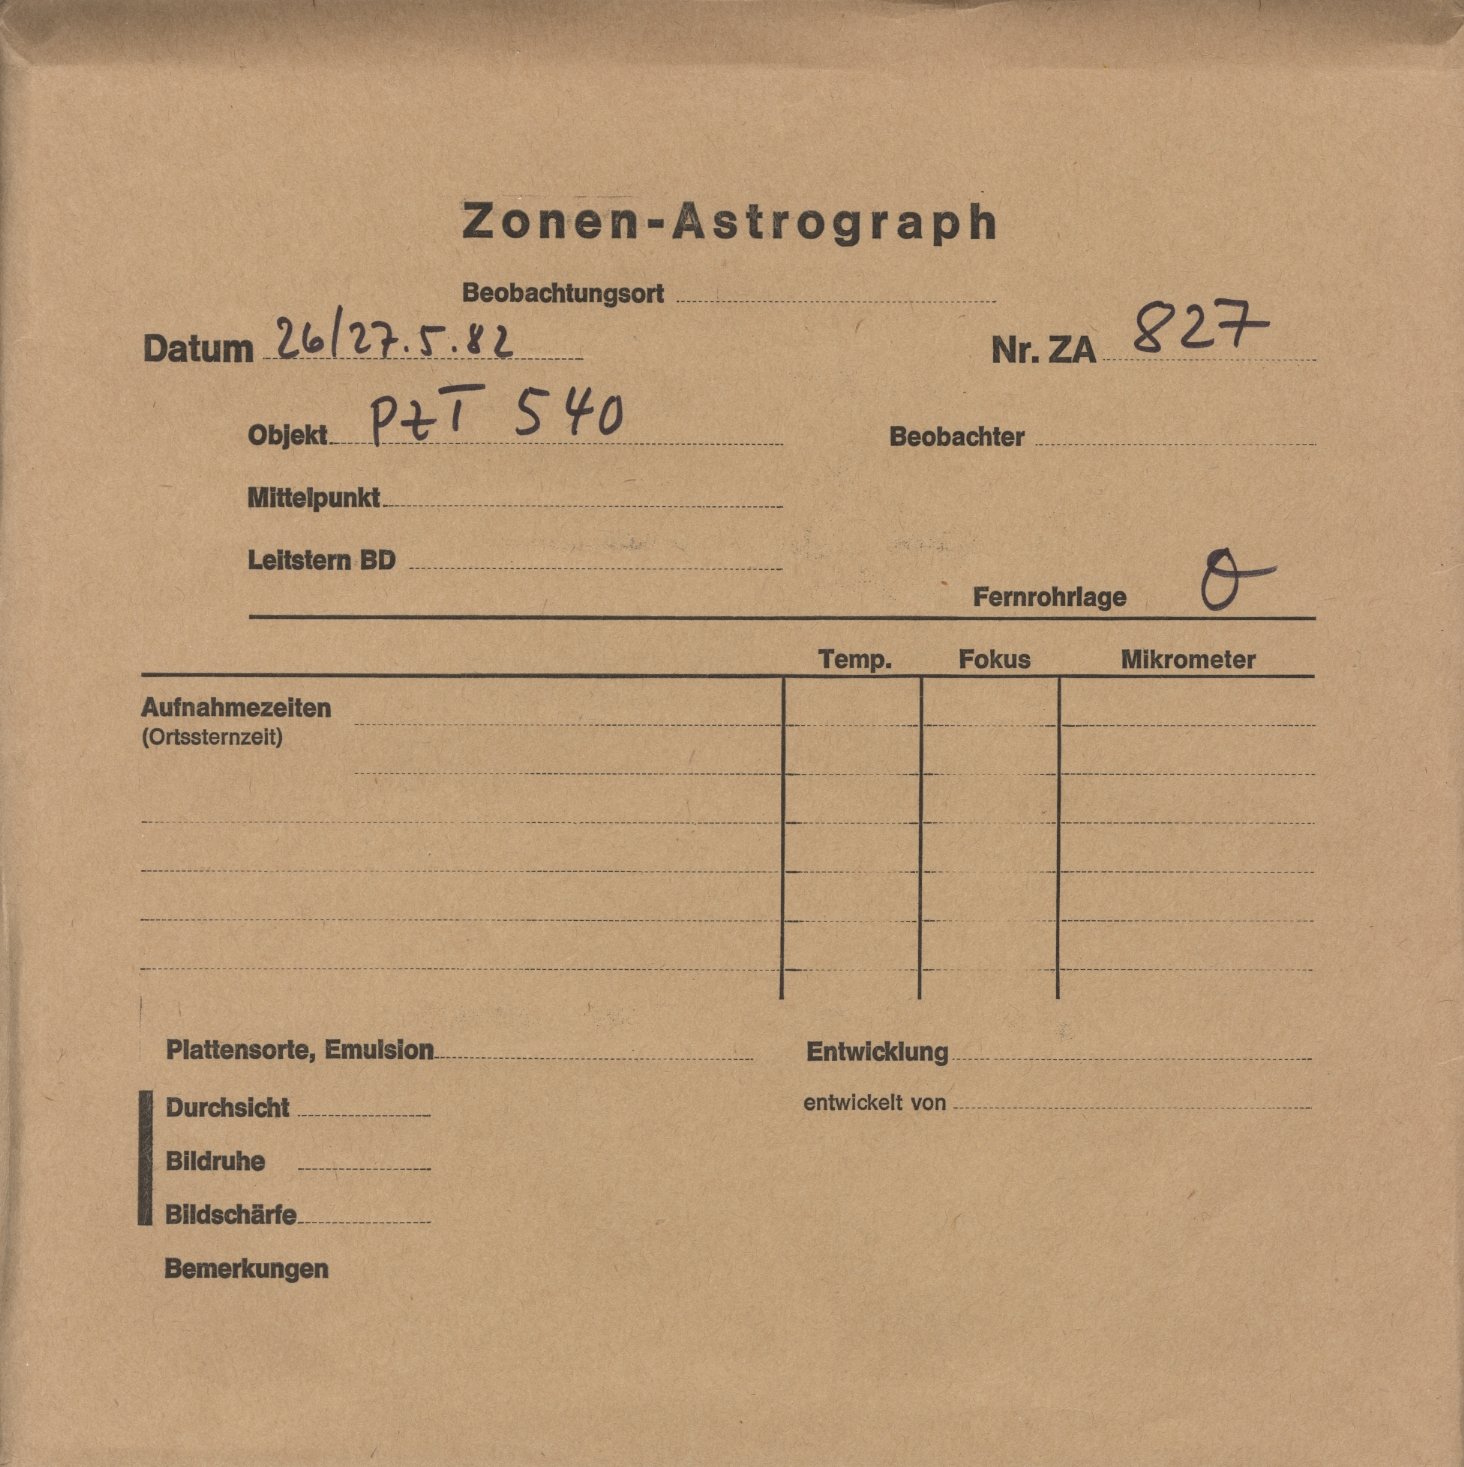 Zonen-Astrograph
Beobachtungsort
Datum 26/27.5.82 Nr. ZA 827
Objekt PZT 540 Beobachter
Mittelpunkt
Leitstern BD
Fernrohrlage O
Temp. Fokus Mikrometer
Aufnahmezeiten
(Ortssternzeit)
Plattensorte, Emulsion Entwicklung
Durchsicht entwickelt von
Bildruhe
Bildschärfe
Bemerkungen